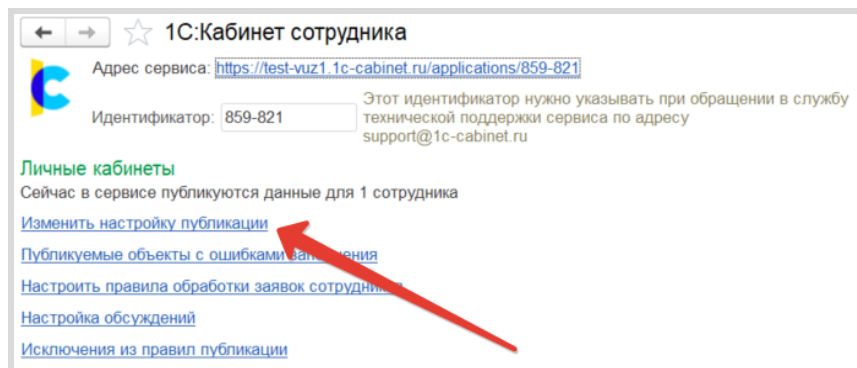 1С:Кабинет сотрудника
Адрес сервиса: https://test-vuz1.1c-cabinet.ru/applications/859-821
Идентификатор: 859-821
Этот идентификатор нужно указывать при обращении в службу
технической поддержки сервиса по адресу
support@1c-cabinet.ru
Личные кабинеты
Сейчас в сервисе публикуются данные для 1 сотрудника
Изменить настройку публикации
Публикуемые объекты с ошибками заполнения
Настроить правила обработки заявок сотрудников
Настройка обсуждений
Исключения из правил публикации